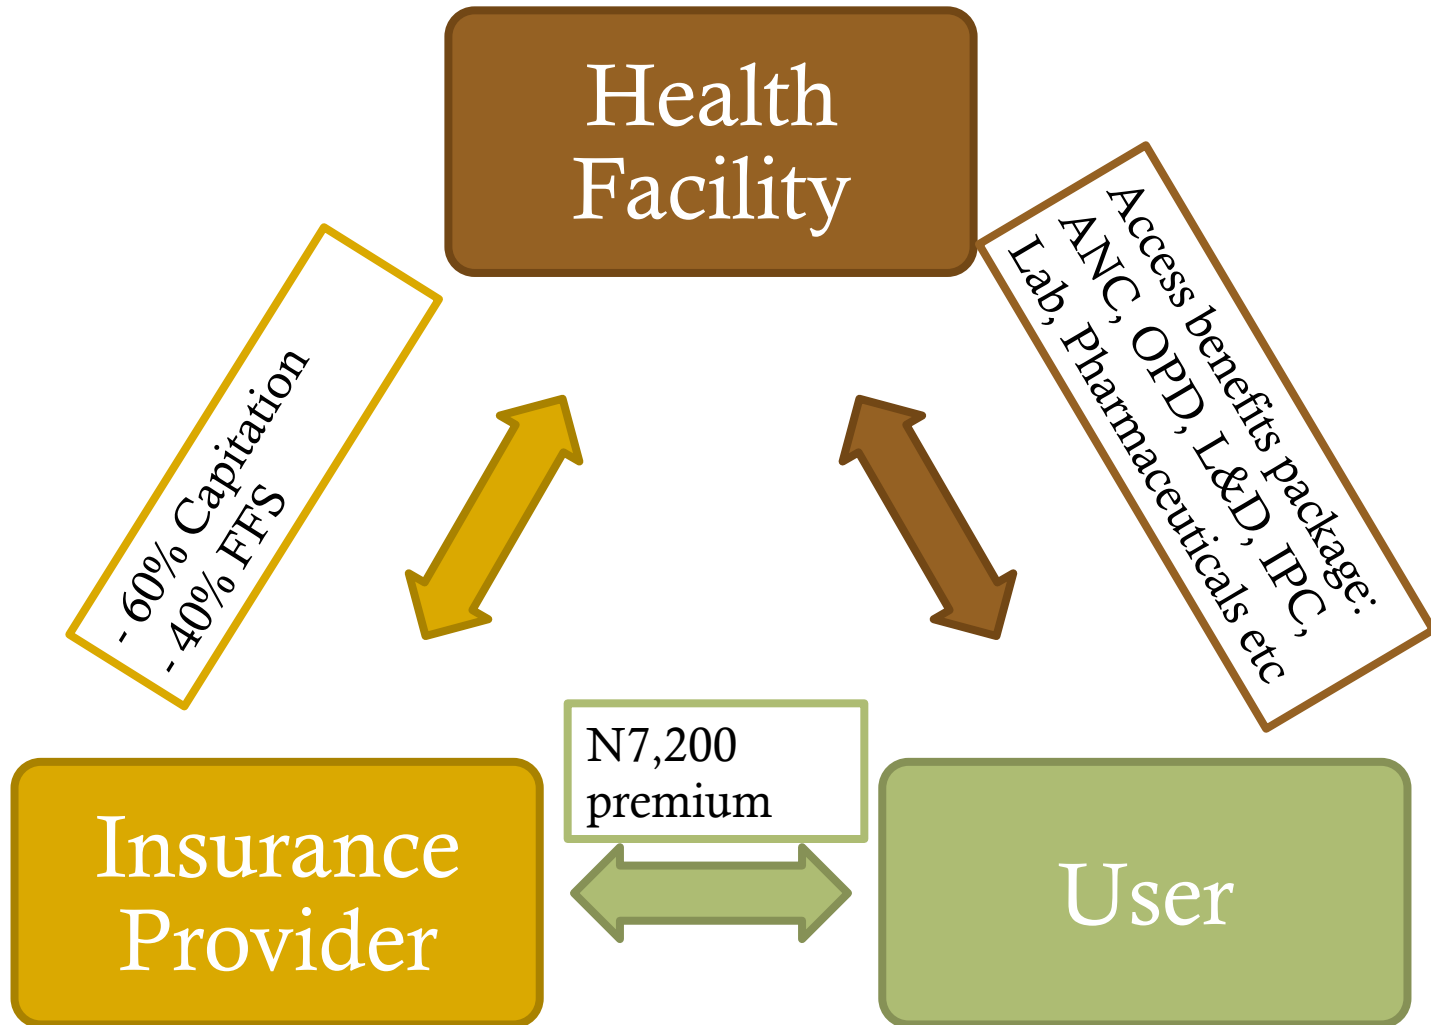 Health
Facility
Access benefits package:
ANC, OPD, L&D, IPC,
Lab, Pharmaceuticals etc
- 60% Capitation
- 40% FFS
N7,200
premium
Insurance
Provider
User